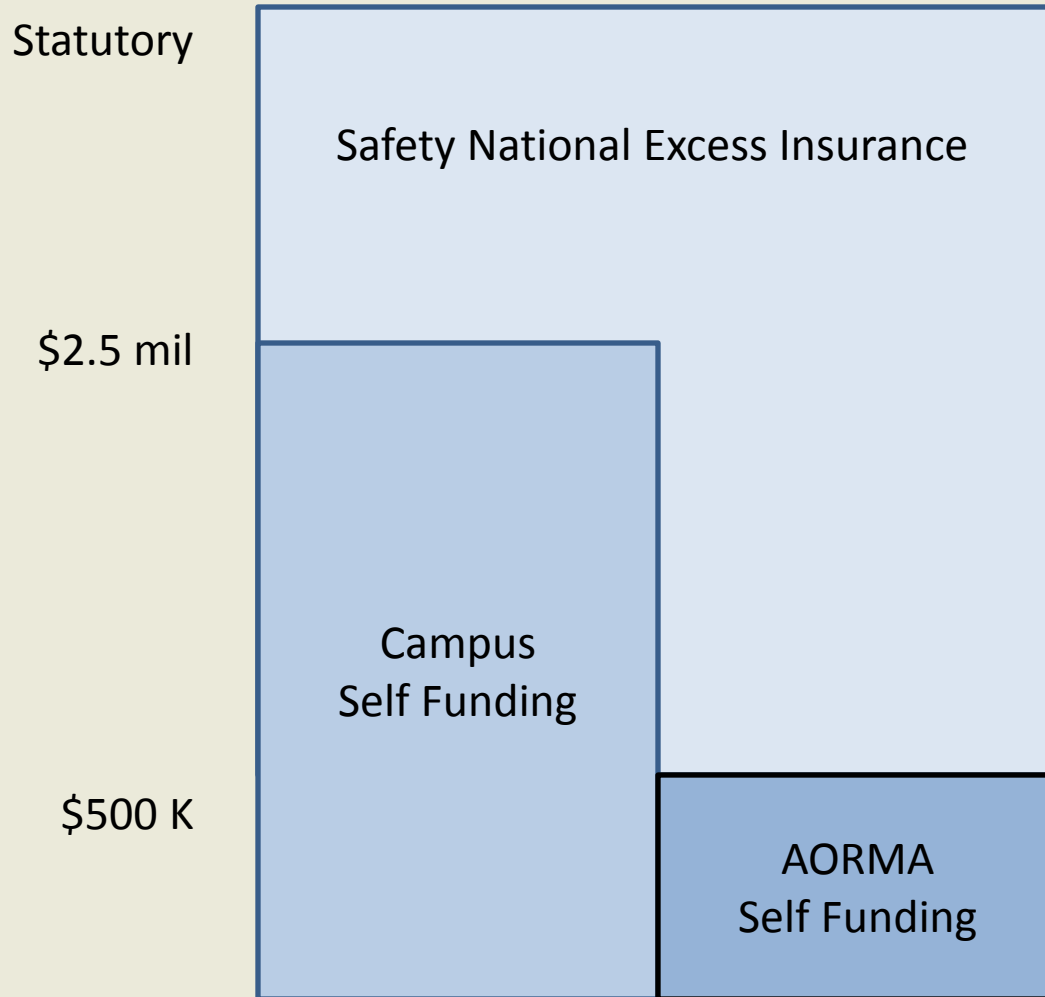 Statutory
Safety National Excess Insurance
$2.5 mil
Campus
Self Funding
$500 K
AORMA
Self Funding